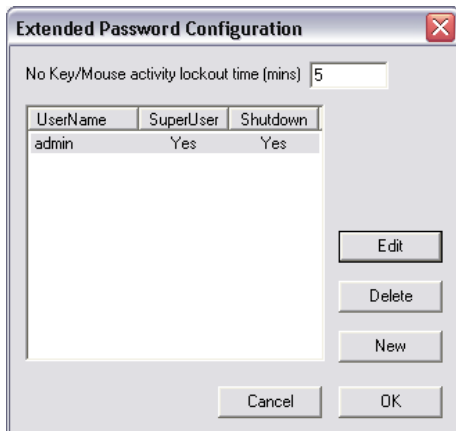 Extended Password Configuration
No Key/Mouse activity lockout time (mins) 5
UserName SuperUser Shutdown
admin Yes Yes
Edit
Delete
New
Cancel OK